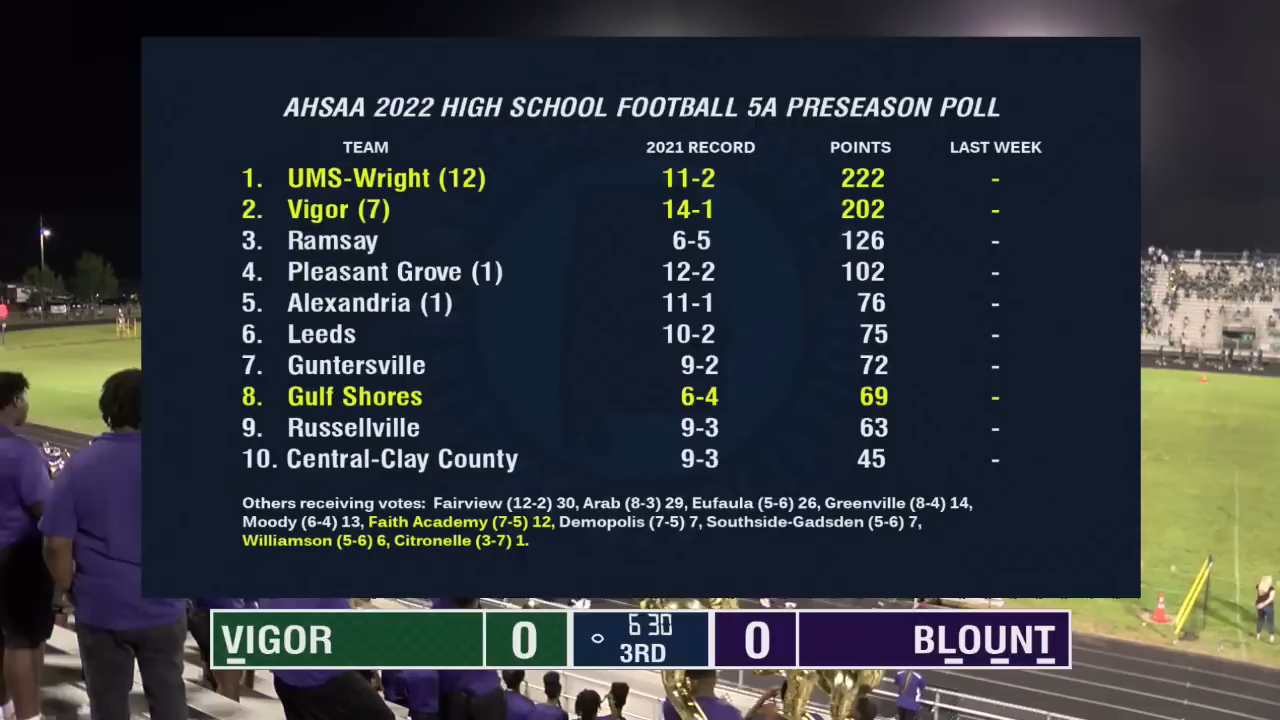 AHSAA 2022 HIGH SCHOOL FOOTBALL 5A PRESEASON POLL
TEAM 2021 RECORD POINTS LAST WEEK
1. UMS-Wright (12) 11-2 222 -
2. Vigor (7) 14-1 202 -
3. Ramsay 6-5 126 -
4. Pleasant Grove (1) 12-2 102 -
5. Alexandria (1) 11-1 76 -
6. Leeds 10-2 75 -
7. Guntersville 9-2 72 -
8. Gulf Shores 6-4 69 -
9. Russellville 9-3 63 -
10. Central-Clay County 9-3 45 -
Others receiving votes: Fairview (12-2) 30, Arab (8-3) 29, Eufaula (5-6) 26, Greenville (8-4) 14,
Moody (6-4) 13, Faith Academy (7-5) 12, Demopolis (7-5) 7, Southside-Gadsden (5-6) 7,
Williamson (5-6) 6, Citronelle (3-7) 1.
VIGOR 0 6 30 0 BLOUNT
3RD